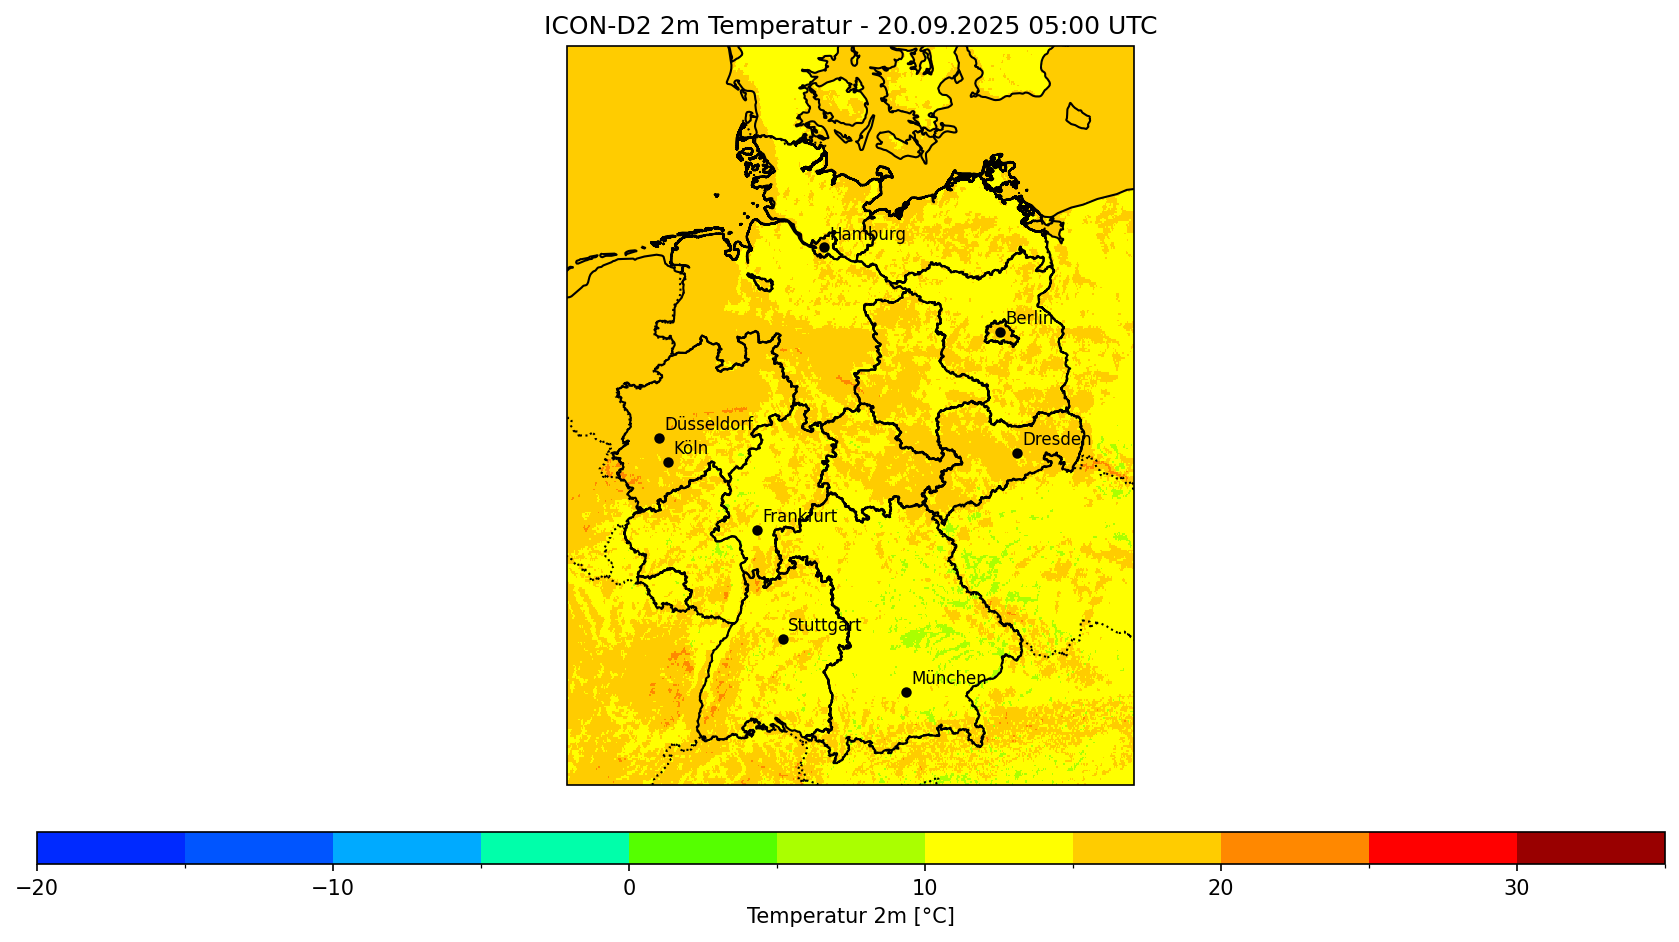 ICON-D2 2m Temperatur - 20.09.2025 05:00 UTC
Hamburg
Berlin
Düsseldorf
Köln
Dresden
Frankfurt
Stuttgart
München
−20 −10 0 10 20 30
Temperatur 2m [°C]